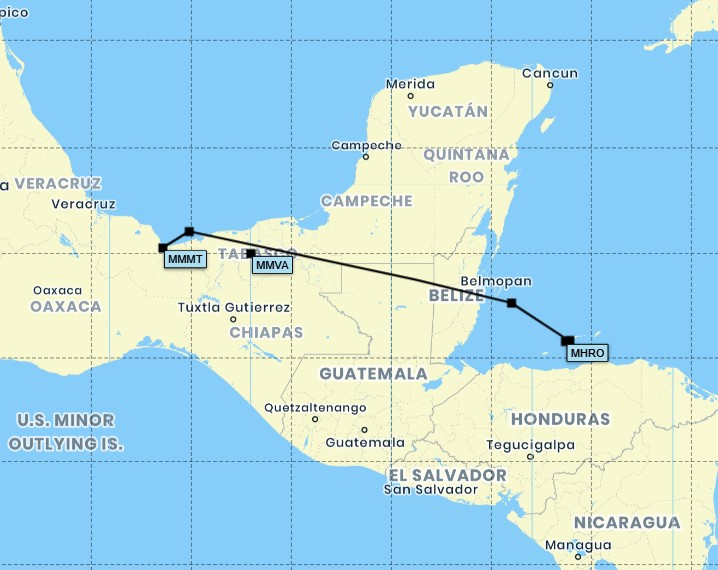 pico
Cancun
Merida
YUCATÁN
Campeche
QUINTANA
ROO
a
VERACRUZ
CAMPECHE
Veracruz
TABASCO
MMMT
MMVA
Belmopan
Oaxaca
BELIZE
OAXACA
Tuxtla Gutierrez
CHIAPAS
MHRO
GUATEMALA
Quetzaltenango
U.S. MINOR
OUTLYING IS.
HONDURAS
Guatemala
Tegucigalpa
EL SALVADOR
San Salvador
NICARAGUA
Managua